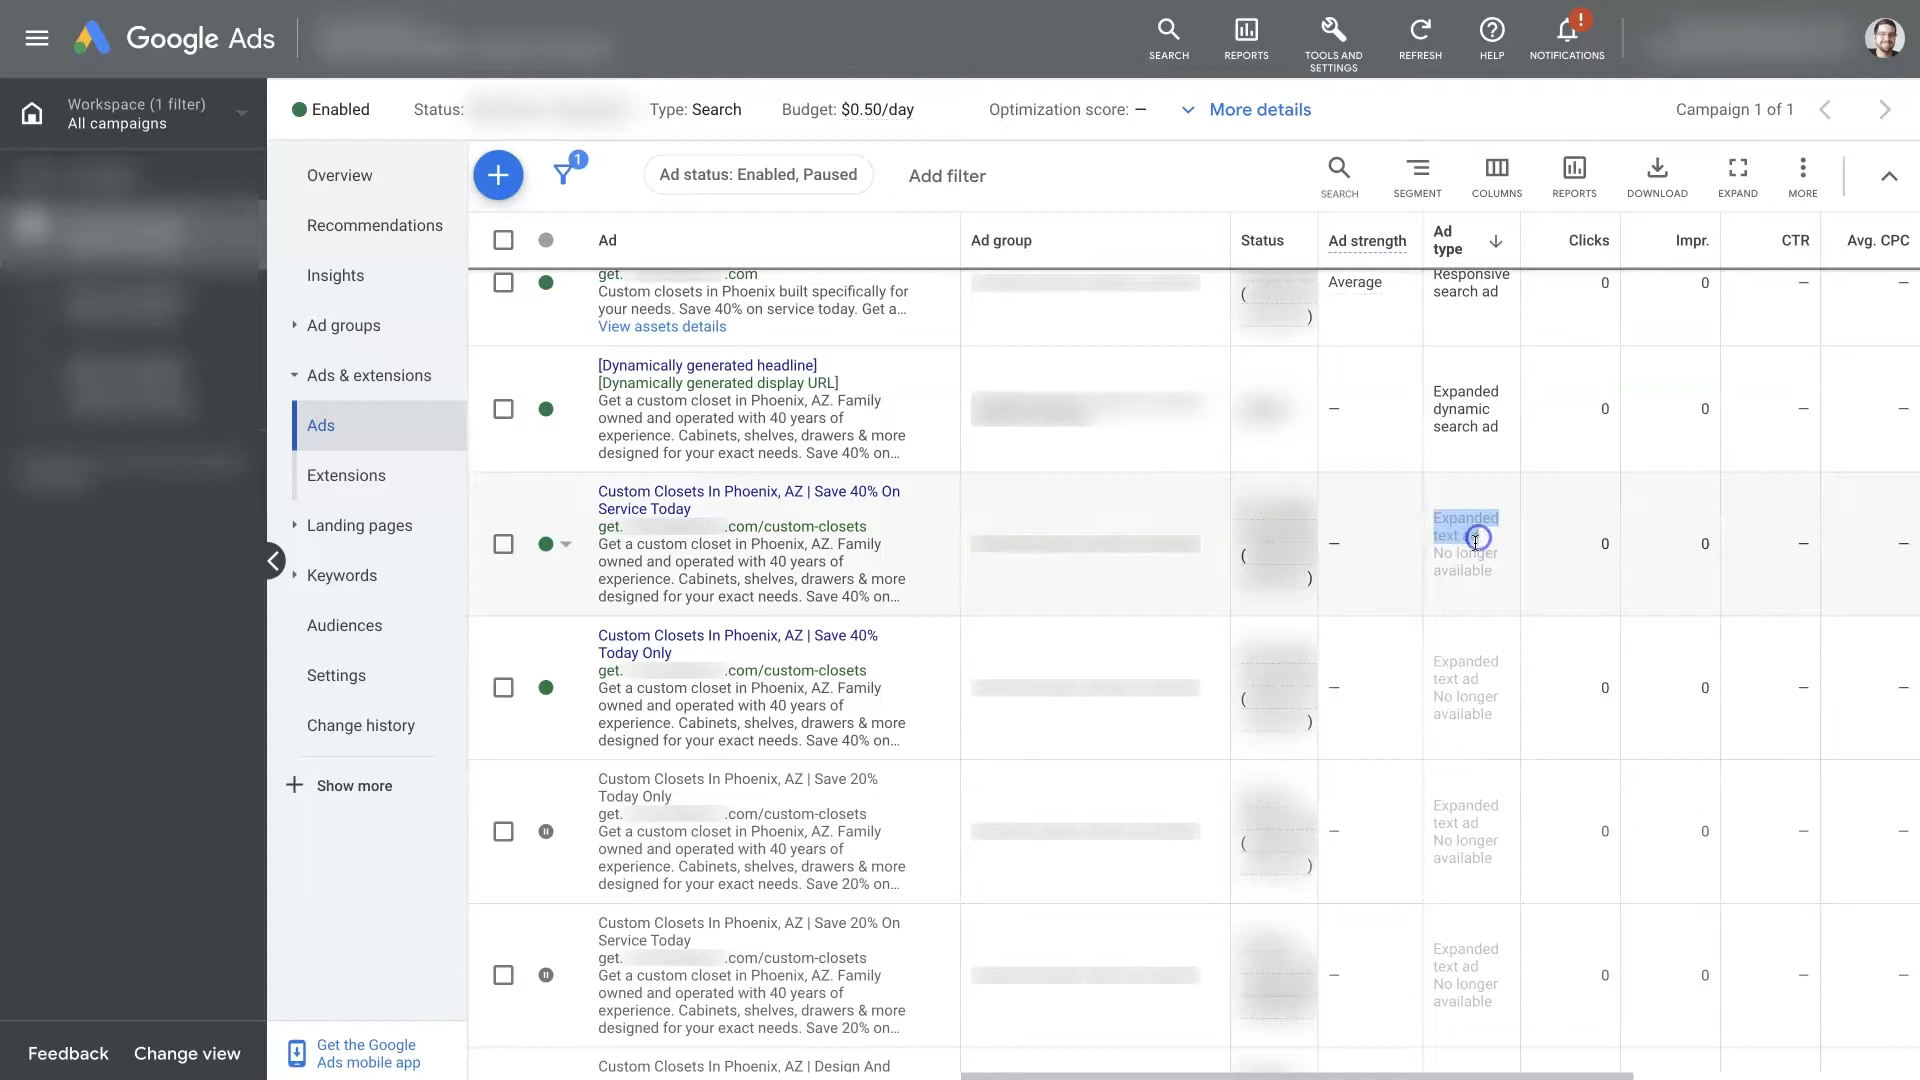 Google Ads
SEARCH
REPORTS
TOOLS AND
SETTINGS
REFRESH
HELP
!
NOTIFICATIONS
Workspace (1 filter)
All campaigns
Enabled
Status:
Type: Search
Budget: $0.50/day
Optimization score: –
More details
Campaign 1 of 1
Overview
Recommendations
Insights
Ad groups
Ads & extensions
Ads
Extensions
Landing pages
Keywords
Audiences
Settings
Change history
Show more
Get the Google
Ads mobile app
Feedback
Change view
1
Ad status: Enabled, Paused
Add filter
SEARCH
SEGMENT
COLUMNS
REPORTS
DOWNLOAD
EXPAND
MORE
Ad
Ad group
Status
Ad strength
Ad
type
Clicks
Impr.
CTR
Avg. CPC
get. .com
Custom closets in Phoenix built specifically for
your needs. Save 40% on service today. Get a...
View assets details
( )
Average
Responsive
search ad
0
0
–
–
[Dynamically generated headline]
[Dynamically generated display URL]
Get a custom closet in Phoenix, AZ. Family
owned and operated with 40 years of
experience. Cabinets, shelves, drawers & more
designed for your exact needs. Save 40% on...
–
Expanded
dynamic
search ad
0
0
–
–
Custom Closets In Phoenix, AZ | Save 40% On
Service Today
get. .com/custom-closets
Get a custom closet in Phoenix, AZ. Family
owned and operated with 40 years of
experience. Cabinets, shelves, drawers & more
designed for your exact needs. Save 40% on...
( )
–
Expanded
text ad
No longer
available
0
0
–
–
Custom Closets In Phoenix, AZ | Save 40%
Today Only
get. .com/custom-closets
Get a custom closet in Phoenix, AZ. Family
owned and operated with 40 years of
experience. Cabinets, shelves, drawers & more
designed for your exact needs. Save 40% on...
( )
–
Expanded
text ad
No longer
available
0
0
–
–
Custom Closets In Phoenix, AZ | Save 20%
Today Only
get. .com/custom-closets
Get a custom closet in Phoenix, AZ. Family
owned and operated with 40 years of
experience. Cabinets, shelves, drawers & more
designed for your exact needs. Save 20% on...
( )
–
Expanded
text ad
No longer
available
0
0
–
–
Custom Closets In Phoenix, AZ | Save 20% On
Service Today
get. .com/custom-closets
Get a custom closet in Phoenix, AZ. Family
owned and operated with 40 years of
experience. Cabinets, shelves, drawers & more
designed for your exact needs. Save 20% on...
–
Expanded
text ad
No longer
available
0
0
–
–
Custom Closets In Phoenix, AZ | Design And